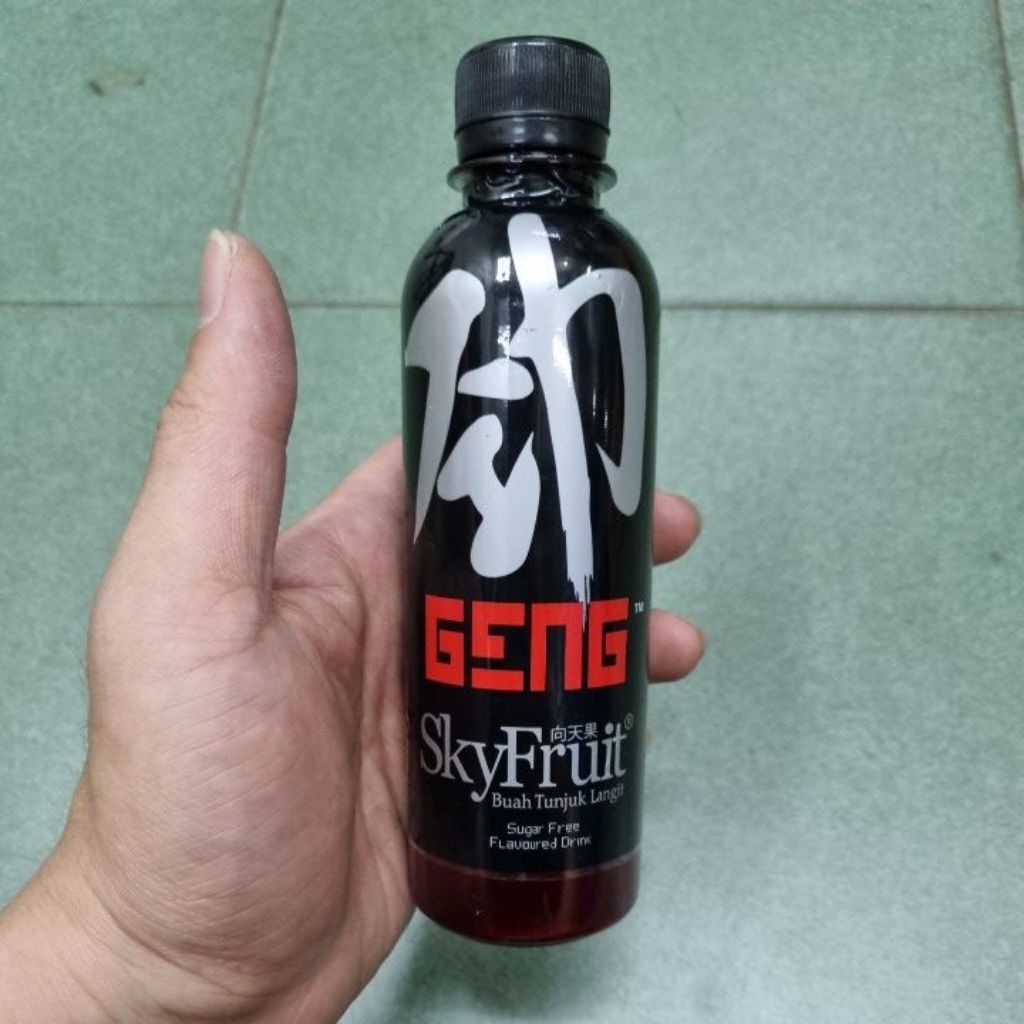 GENG™
向天果
SkyFruit®
Buah Tunjuk Langit
Sugar Free
Flavoured Drink